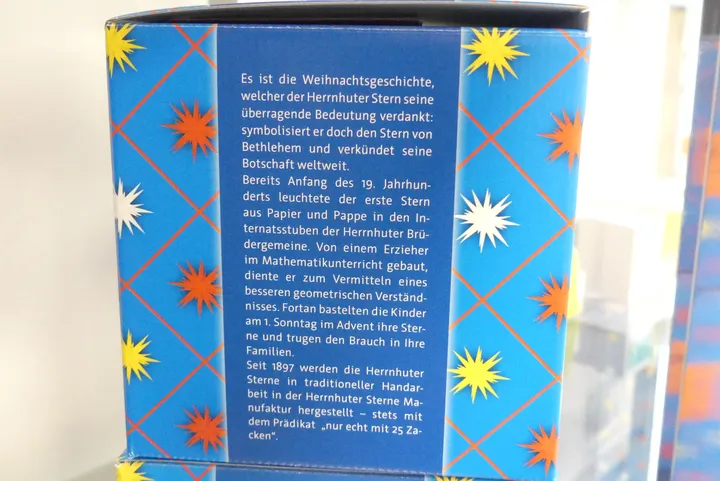 Es ist die Weihnachtsgeschichte,
welcher der Herrnhuter Stern seine
überragende Bedeutung verdankt:
symbolisiert er doch den Stern von
Bethlehem und verkündet seine
Botschaft weltweit.
Bereits Anfang des 19. Jahrhun-
derts leuchtete der erste Stern
aus Papier und Pappe in den In-
ternatsstuben der Herrnhuter Brü-
dergemeine. Von einem Erzieher
im Mathematikunterricht gebaut,
diente er zum Vermitteln eines
besseren geometrischen Verständ-
nisses. Fortan bastelten die Kinder
am 1. Sonntag im Advent ihre Ster-
ne und trugen den Brauch in Ihre
Familien.
Seit 1897 werden die Herrnhuter
Sterne in traditioneller Handar-
beit in der Herrnhuter Sterne Ma-
nufaktur hergestellt – stets mit
dem Prädikat „nur echt mit 25 Za-
cken“.